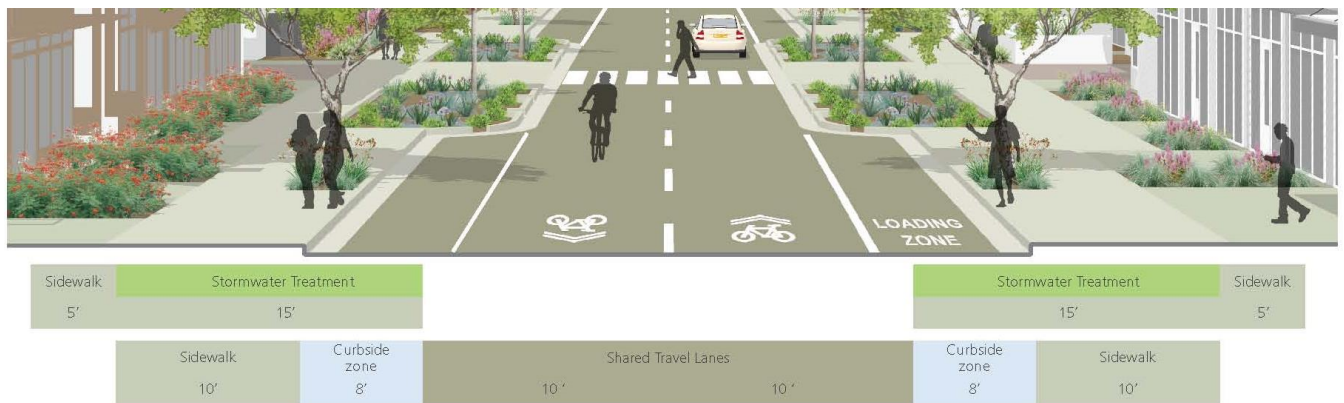 LOADING
ZONE
Sidewalk Stormwater Treatment Stormwater Treatment Sidewalk
5' 15' 15' 5'
Sidewalk Curbside zone Shared Travel Lanes Curbside zone Sidewalk
10' 8' 10 ' 10 ' 8' 10'